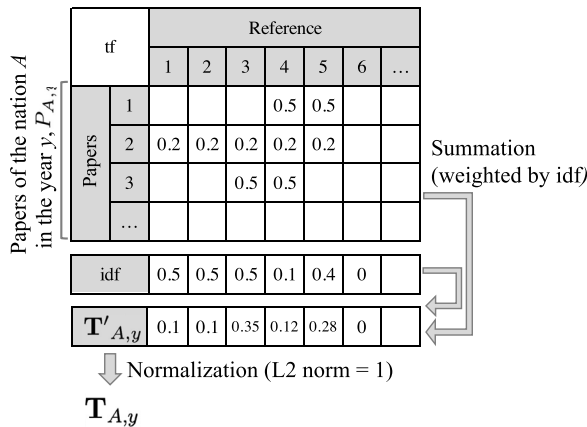 Papers of the nation A
in the year y, P_{A,y}
tf
Reference
1 2 3 4 5 6 …
Papers
1 0.5 0.5
2 0.2 0.2 0.2 0.2 0.2
3 0.5 0.5
…
Summation
(weighted by idf)
idf 0.5 0.5 0.5 0.1 0.4 0
T'_{A,y} 0.1 0.1 0.35 0.12 0.28 0
Normalization (L2 norm = 1)
T_{A,y}